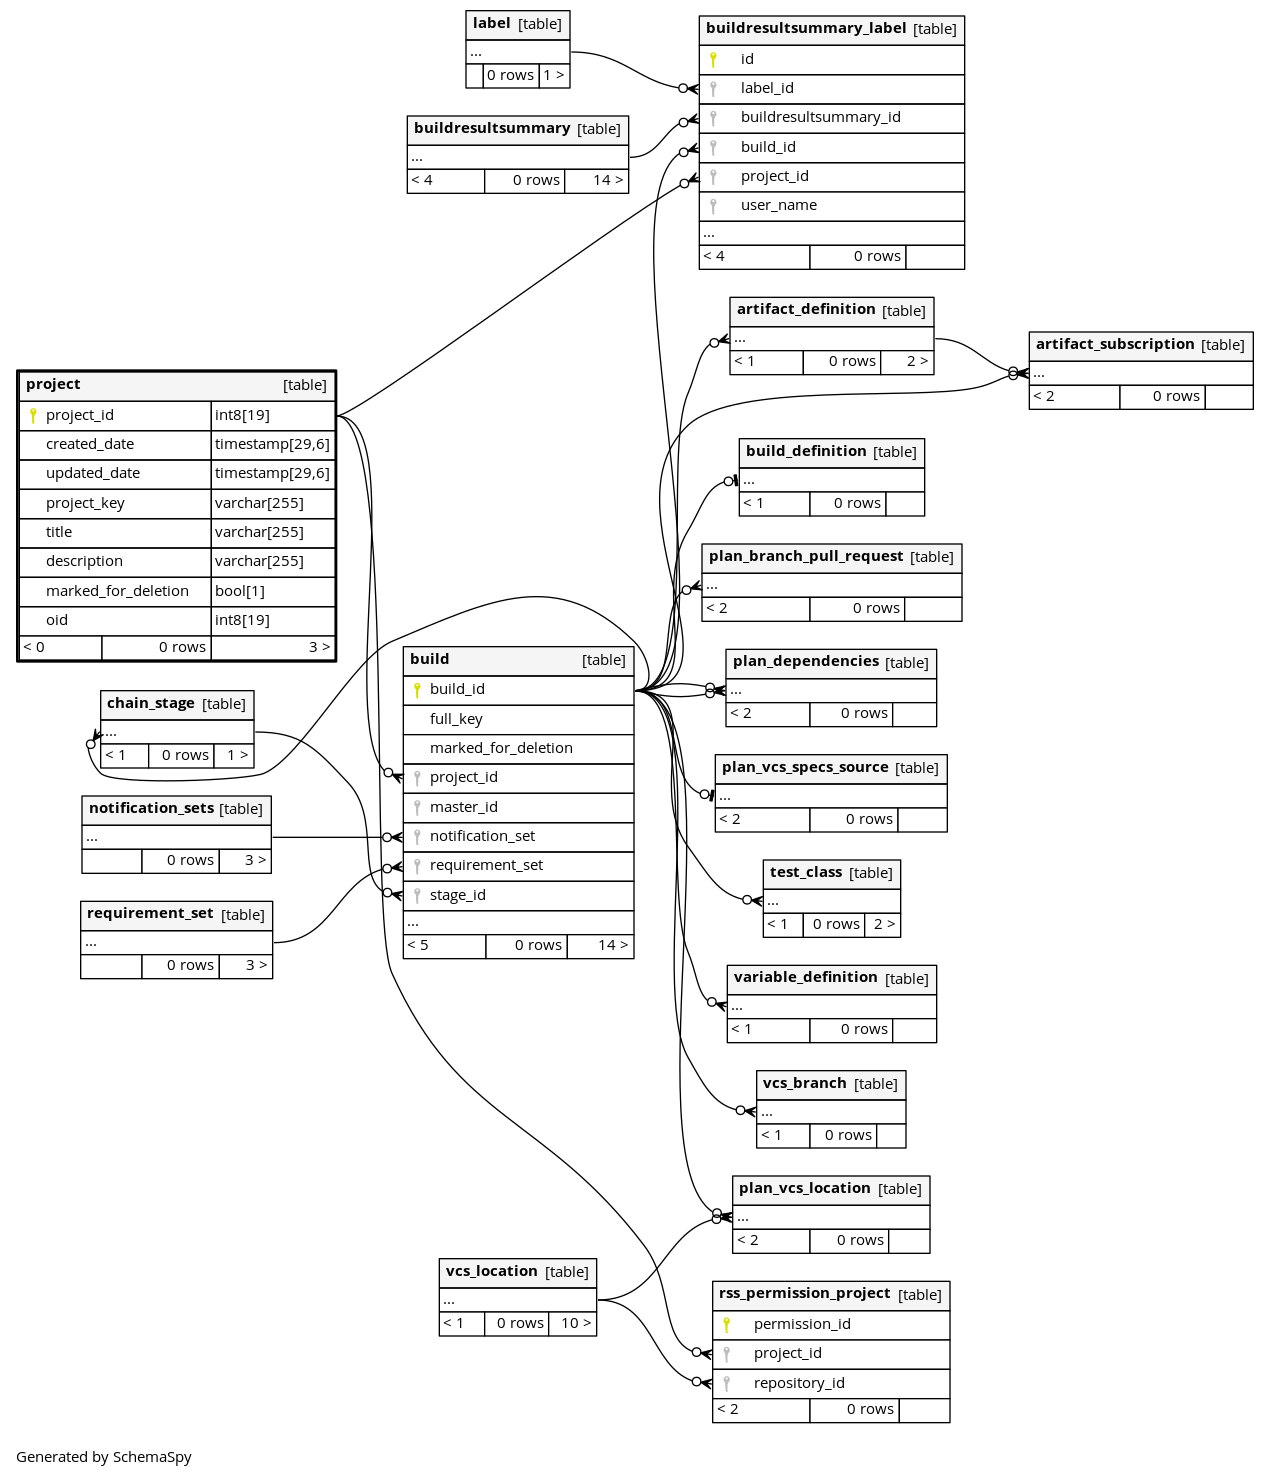 label [table]
...
0 rows 1 >
buildresultsummary_label [table]
id
label_id
buildresultsummary_id
build_id
project_id
user_name
...
< 4 0 rows
buildresultsummary [table]
...
< 4 0 rows 14 >
artifact_definition [table]
...
< 1 0 rows 2 >
artifact_subscription [table]
...
< 2 0 rows
project [table]
project_id int8[19]
created_date timestamp[29,6]
updated_date timestamp[29,6]
project_key varchar[255]
title varchar[255]
description varchar[255]
marked_for_deletion bool[1]
oid int8[19]
< 0 0 rows 3 >
build_definition [table]
...
< 1 0 rows
plan_branch_pull_request [table]
...
< 2 0 rows
build [table]
build_id
full_key
marked_for_deletion
project_id
master_id
notification_set
requirement_set
stage_id
...
< 5 0 rows 14 >
plan_dependencies [table]
...
< 2 0 rows
chain_stage [table]
...
< 1 0 rows 1 >
plan_vcs_specs_source [table]
...
< 2 0 rows
notification_sets [table]
...
0 rows 3 >
test_class [table]
...
< 1 0 rows 2 >
requirement_set [table]
...
0 rows 3 >
variable_definition [table]
...
< 1 0 rows
vcs_branch [table]
...
< 1 0 rows
plan_vcs_location [table]
...
< 2 0 rows
vcs_location [table]
...
< 1 0 rows 10 >
rss_permission_project [table]
permission_id
project_id
repository_id
< 2 0 rows
Generated by SchemaSpy